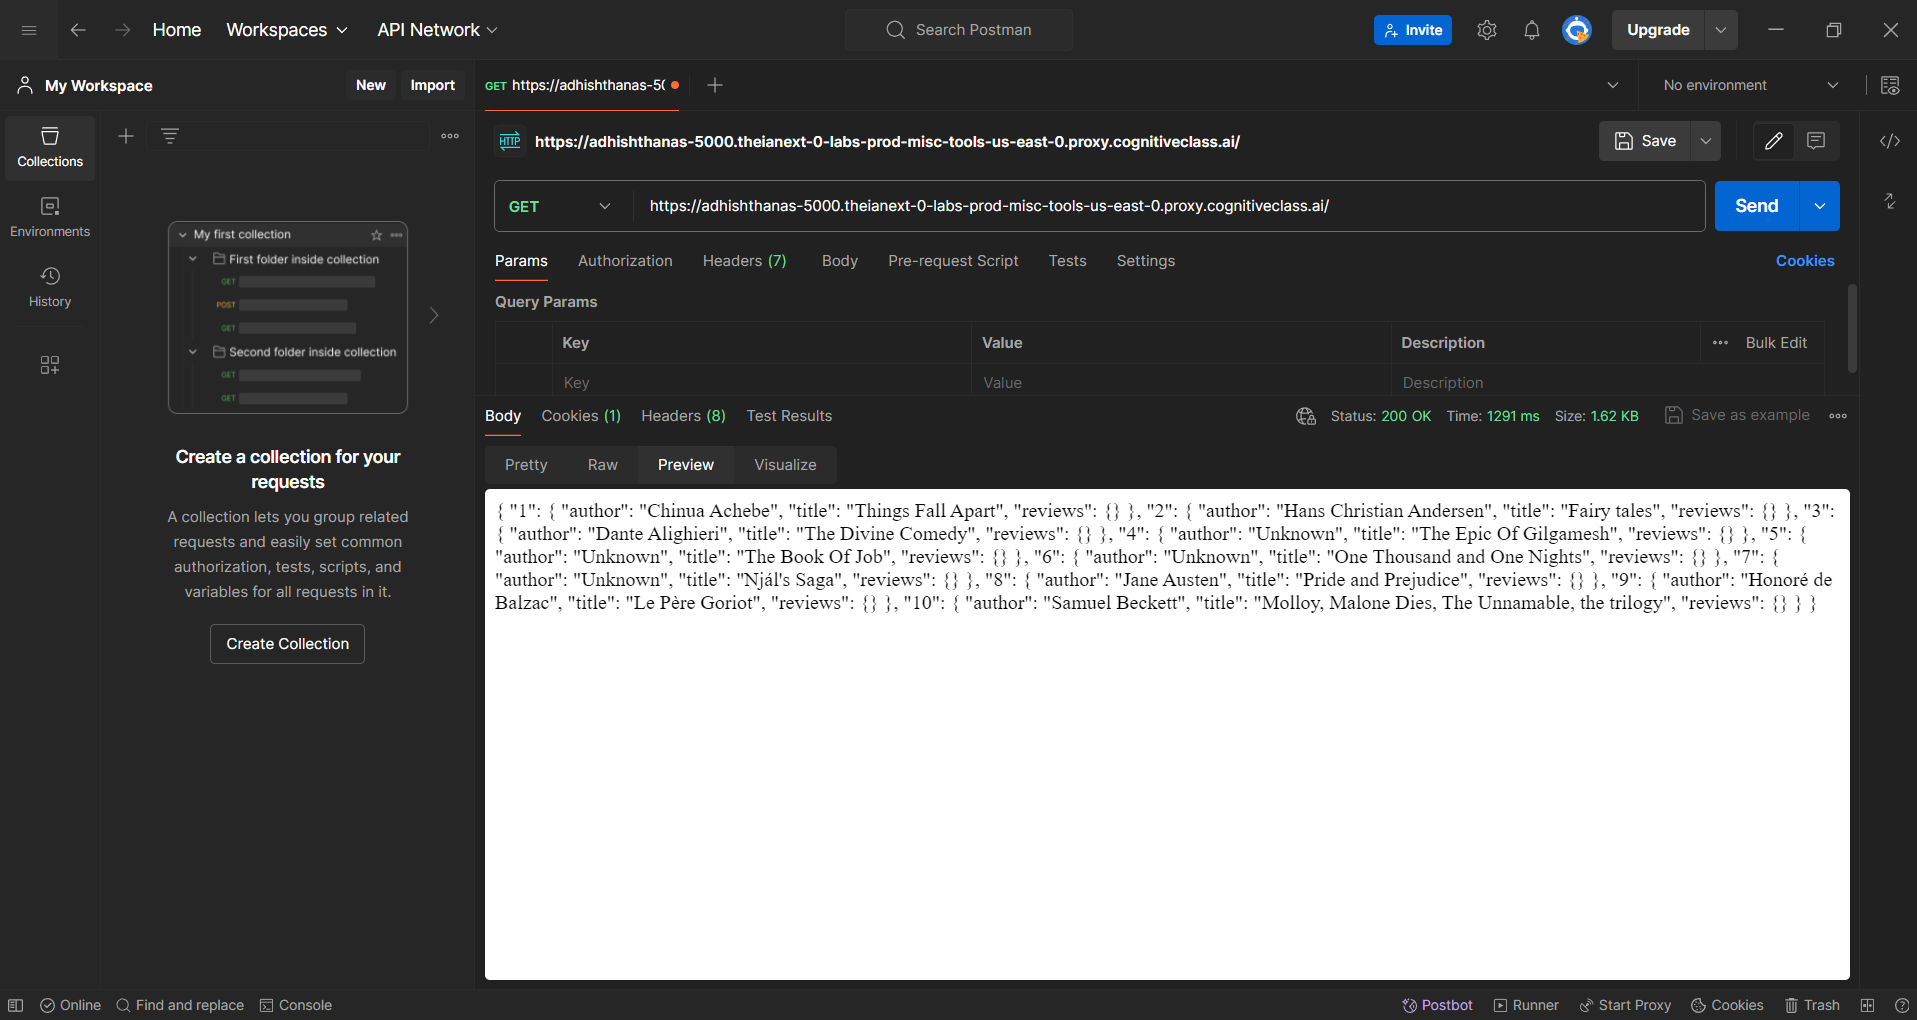 Home Workspaces API Network Search Postman Invite Upgrade
My Workspace New Import GET https://adhishthanas-50 No environment
Collections
Environments
History
My first collection
First folder inside collection
GET
POST
GET
Second folder inside collection
GET
GET
Create a collection for your
requests
A collection lets you group related
requests and easily set common
authorization, tests, scripts, and
variables for all requests in it.
Create Collection
HTTP https://adhishthanas-5000.theianext-0-labs-prod-misc-tools-us-east-0.proxy.cognitiveclass.ai/ Save
GET https://adhishthanas-5000.theianext-0-labs-prod-misc-tools-us-east-0.proxy.cognitiveclass.ai/ Send
Params Authorization Headers (7) Body Pre-request Script Tests Settings Cookies
Query Params
Key Value Description Bulk Edit
Key Value Description
Body Cookies (1) Headers (8) Test Results Status: 200 OK Time: 1291 ms Size: 1.62 KB Save as example
Pretty Raw Preview Visualize
{ "1": { "author": "Chinua Achebe", "title": "Things Fall Apart", "reviews": {} }, "2": { "author": "Hans Christian Andersen", "title": "Fairy tales", "reviews": {} }, "3":
{ "author": "Dante Alighieri", "title": "The Divine Comedy", "reviews": {} }, "4": { "author": "Unknown", "title": "The Epic Of Gilgamesh", "reviews": {} }, "5": {
"author": "Unknown", "title": "The Book Of Job", "reviews": {} }, "6": { "author": "Unknown", "title": "One Thousand and One Nights", "reviews": {} }, "7": {
"author": "Unknown", "title": "Njál's Saga", "reviews": {} }, "8": { "author": "Jane Austen", "title": "Pride and Prejudice", "reviews": {} }, "9": { "author": "Honoré de
Balzac", "title": "Le Père Goriot", "reviews": {} }, "10": { "author": "Samuel Beckett", "title": "Molloy, Malone Dies, The Unnamable, the trilogy", "reviews": {} } }
Online Find and replace Console Postbot Runner Start Proxy Cookies Trash